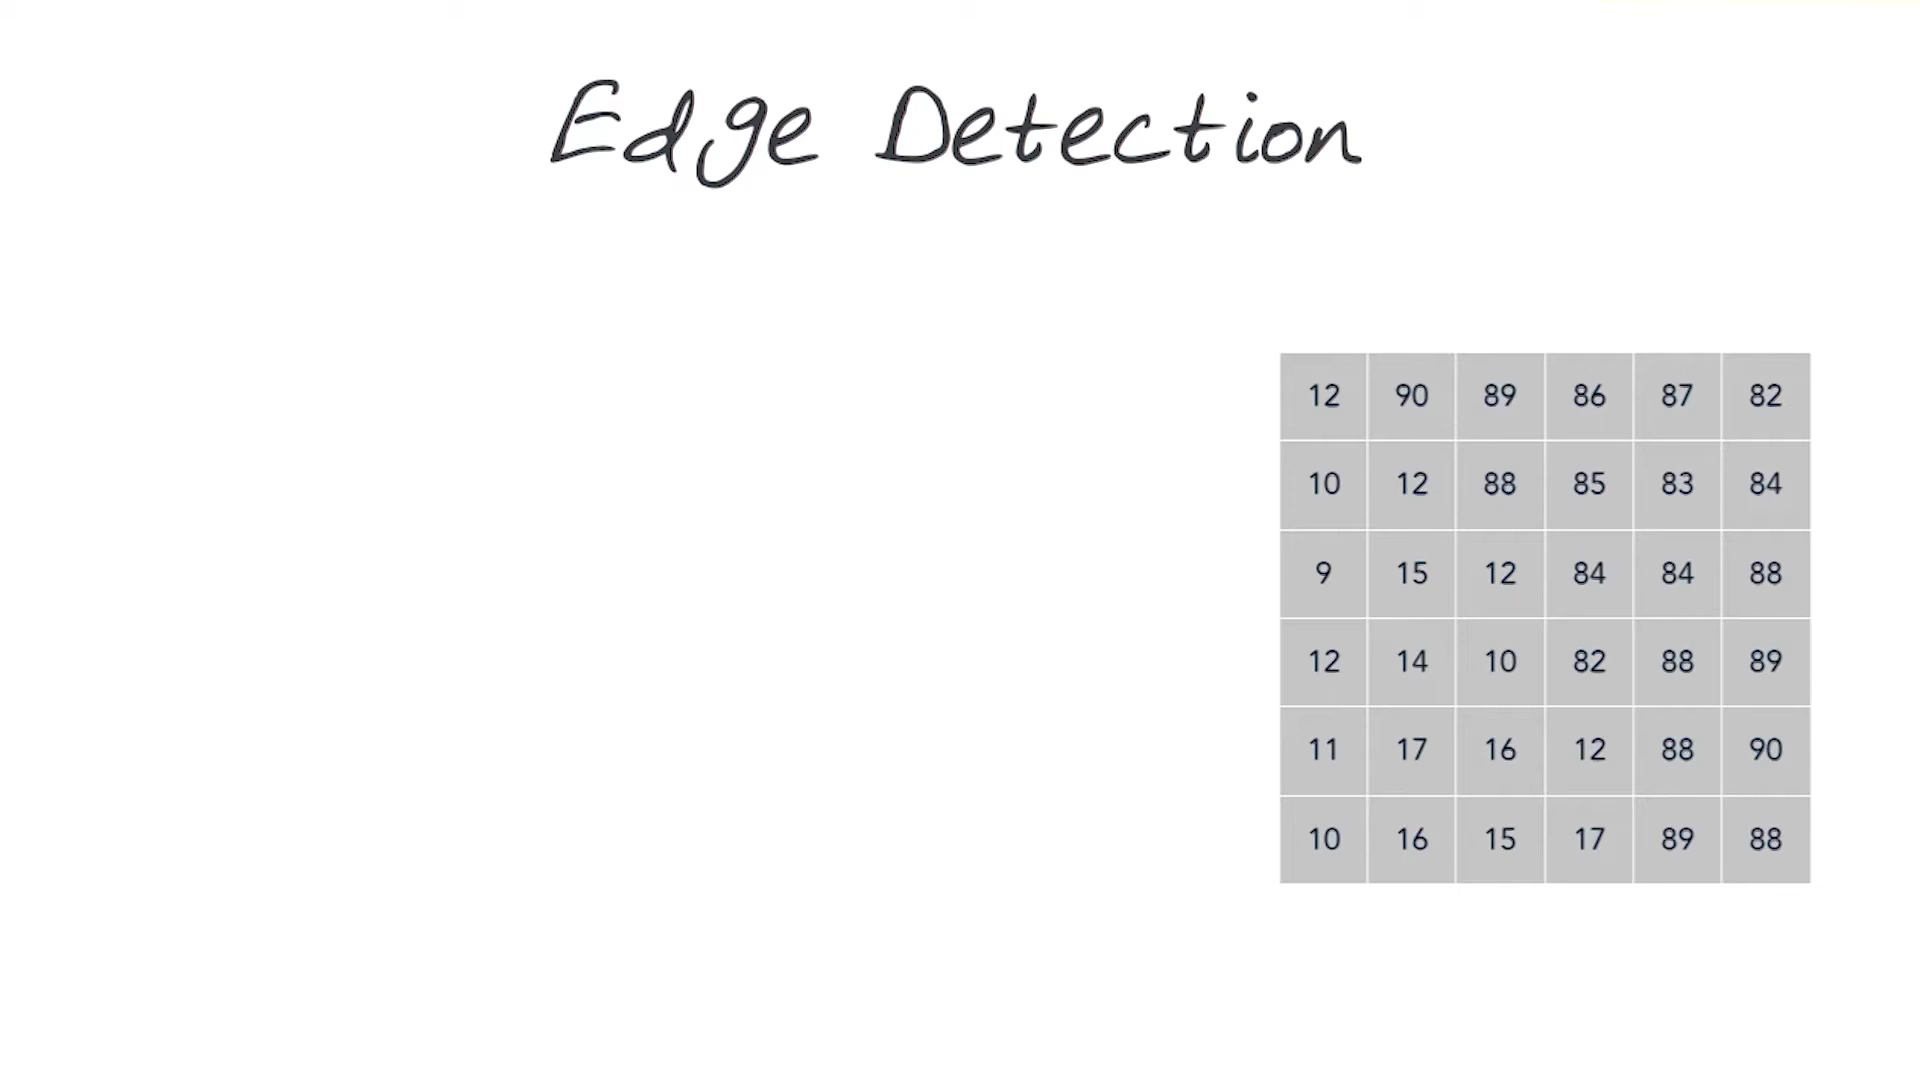 Edge Detection
12 90 89 86 87 82
10 12 88 85 83 84
9 15 12 84 84 88
12 14 10 82 88 89
11 17 16 12 88 90
10 16 15 17 89 88